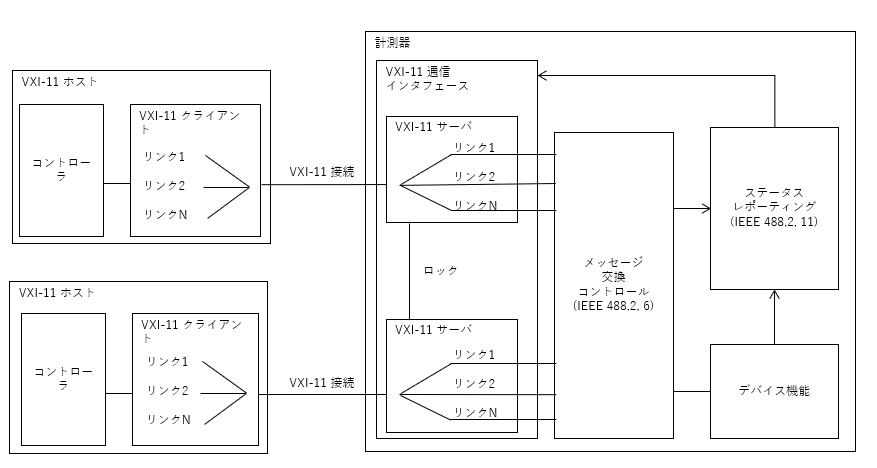 計測器
VXI-11 ホスト
コントロー
ラ
VXI-11 クライアン
ト
リンク1
リンク2
リンクN
VXI-11 接続
VXI-11 通信
インタフェース
VXI-11 サーバ
リンク1
リンク2
リンクN
ロック
メッセージ
交換
コントロール
(IEEE 488.2, 6)
ステータス
レポーティング
(IEEE 488.2, 11)
VXI-11 ホスト
コントロー
ラ
VXI-11 クライアン
ト
リンク1
リンク2
リンクN
VXI-11 接続
VXI-11 サーバ
リンク1
リンク2
リンクN
デバイス機能